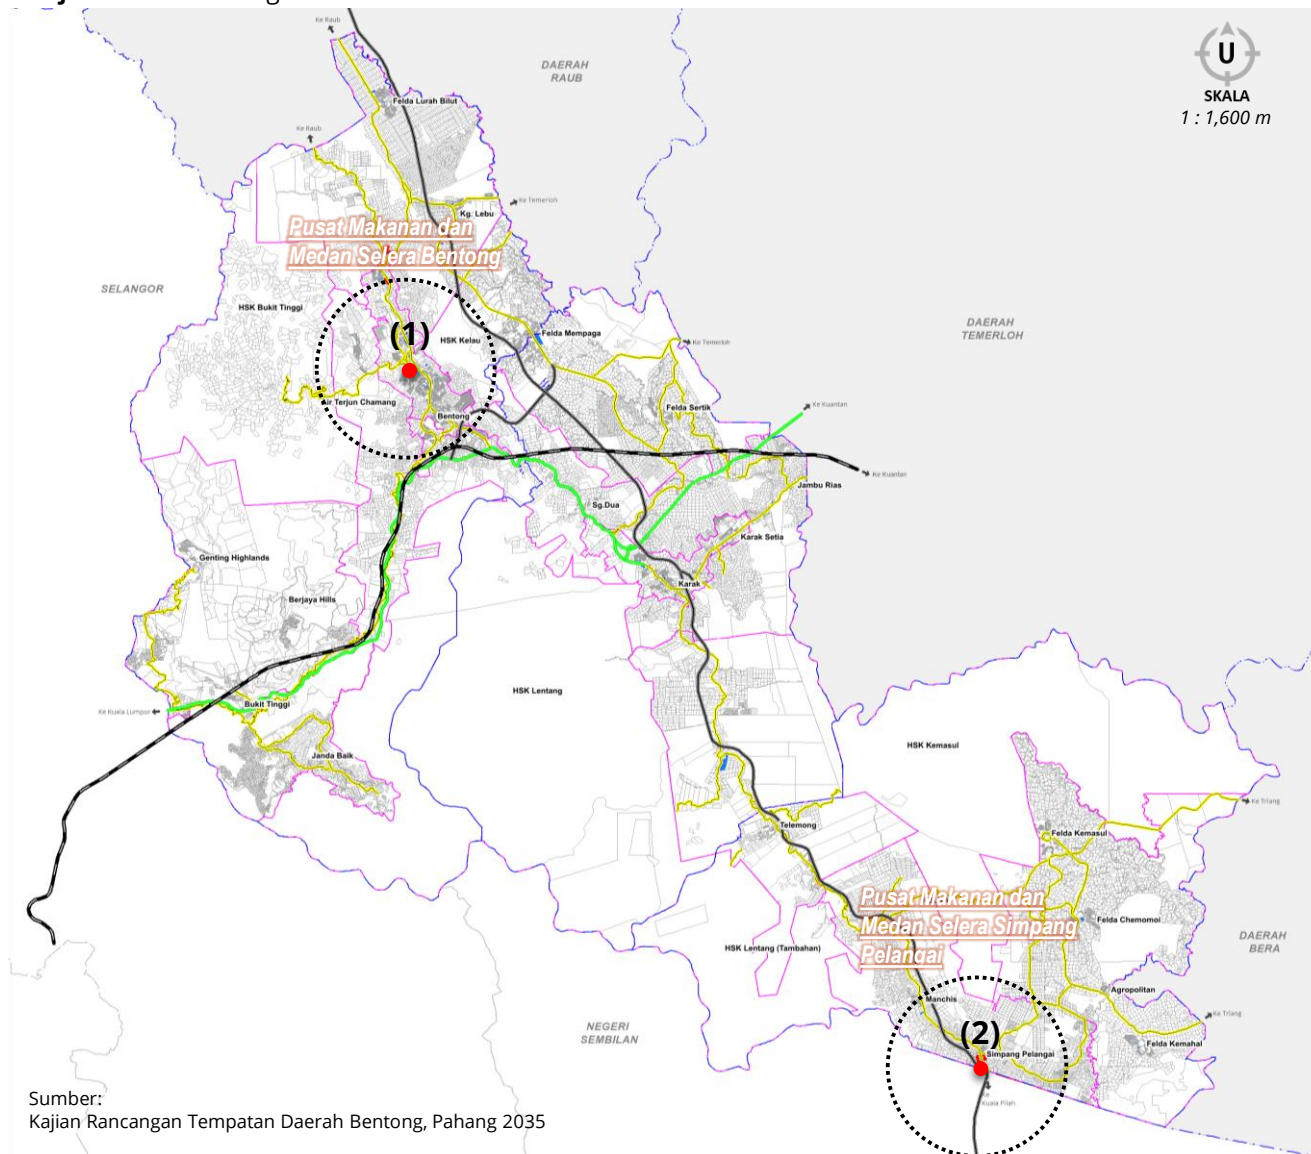 Ke Raub
DAERAH
RAUB
U
SKALA
1 : 1,600 m
Felda Lurah Bilut
Ke Raub
Ke Temerloh
Kg. Lebu
Pusat Makanan dan
Medan Selera Bentong
SELANGOR
HSK Bukit Tinggi
DAERAH
TEMERLOH
(1)
HSK Kelau
Felda Mempaga
Ke Temerloh
Air Terjun Chamang
Bentong
Felda Sertik
Ke Kuantan
Ke Kuantan
Jambu Rias
Sg.Dua
Karak Setia
Genting Highlands
Karak
Berjaya Hills
HSK Lentang
Bukit Tinggi
Ke Kuala Lumpur
Janda Baik
HSK Kemasul
Ke Triang
Telemong
Felda Kemasul
Pusat Makanan dan
Medan Selera Simpang
Pelangai
Felda Chemomoi
HSK Lentang (Tambahan)
DAERAH
BERA
Agropolitan
Manchis
Ke Triang
NEGERI
SEMBILAN
(2)
Simpang Pelangai
Felda Kemahal
Ke
Kuala Pilah
Sumber:
Kajian Rancangan Tempatan Daerah Bentong, Pahang 2035